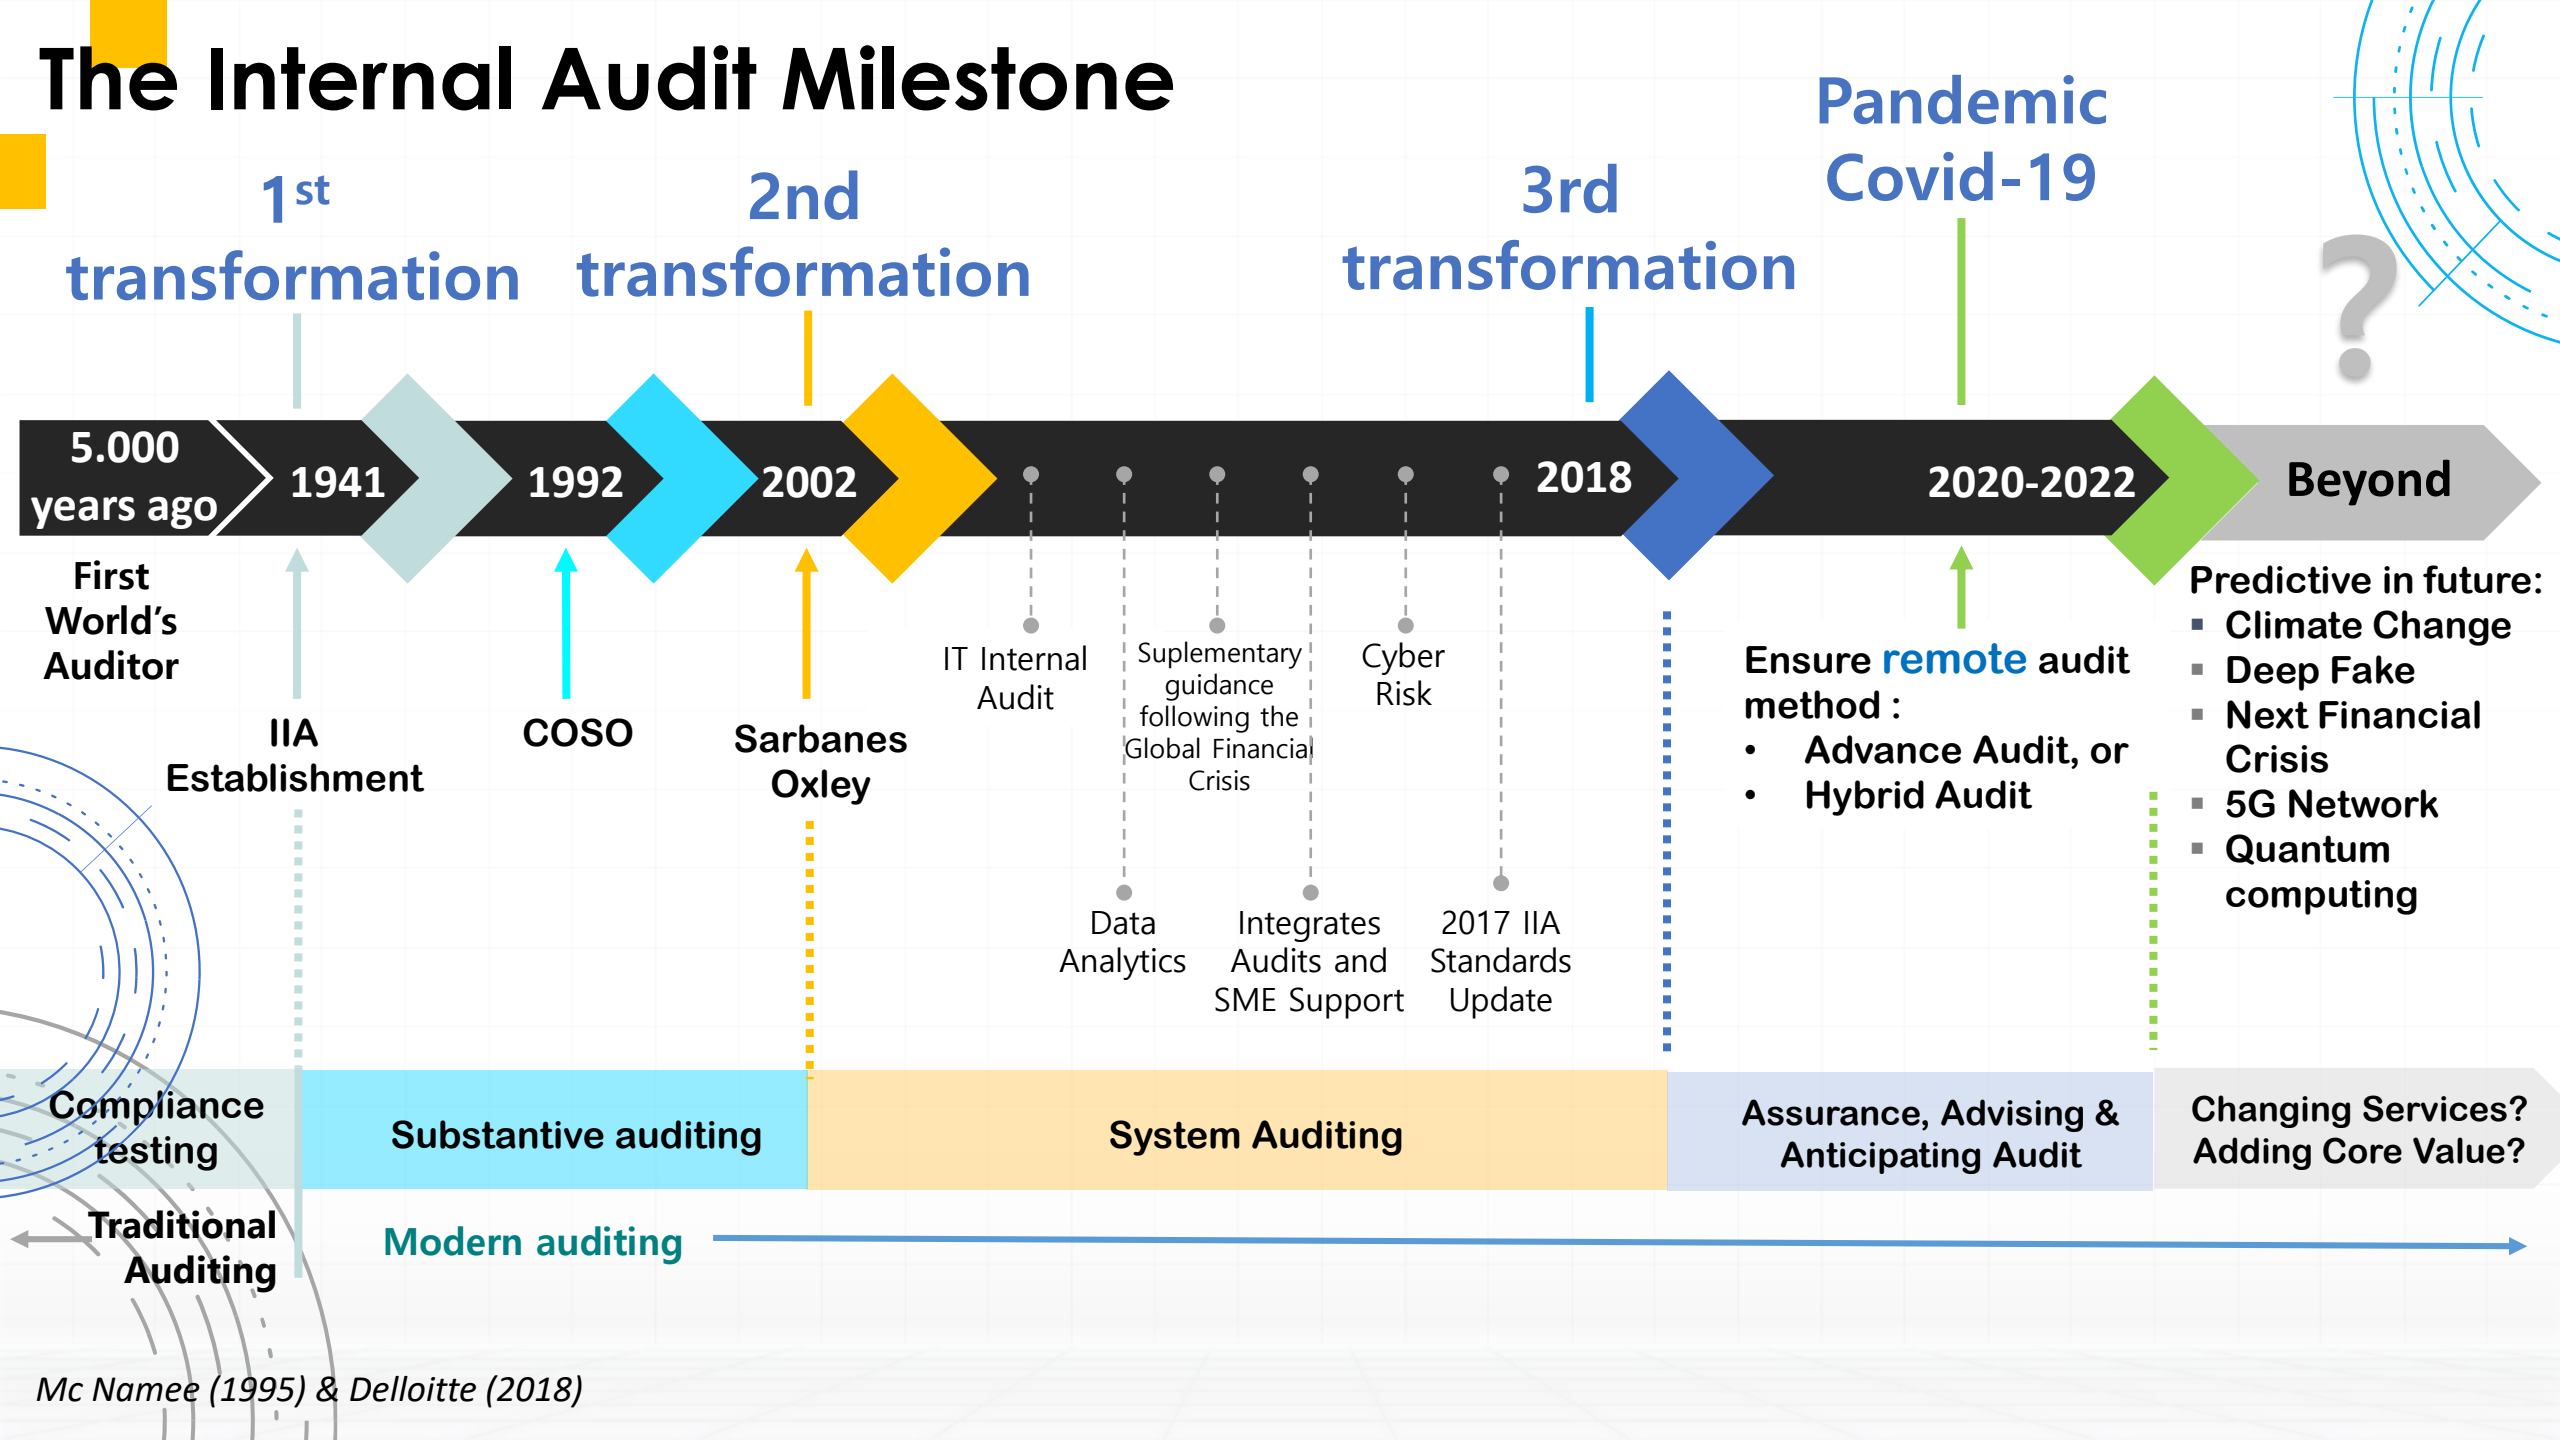 The Internal Audit Milestone
1st
transformation
2nd
transformation
3rd
transformation
Pandemic
Covid-19
?
5.000
years ago
1941
1992
2002
2018
2020-2022
Beyond
First
World’s
Auditor
IIA
Establishment
COSO
Sarbanes
Oxley
IT Internal
Audit
Data
Analytics
Suplementary
guidance
following the
Global Financial
Crisis
Integrates
Audits and
SME Support
Cyber
Risk
2017 IIA
Standards
Update
Ensure remote audit
method :
• Advance Audit, or
• Hybrid Audit
Predictive in future:
▪ Climate Change
▪ Deep Fake
▪ Next Financial
Crisis
▪ 5G Network
▪ Quantum
computing
Compliance
testing
Substantive auditing
System Auditing
Assurance, Advising &
Anticipating Audit
Changing Services?
Adding Core Value?
Traditional
Auditing
Modern auditing
Mc Namee (1995) & Delloitte (2018)